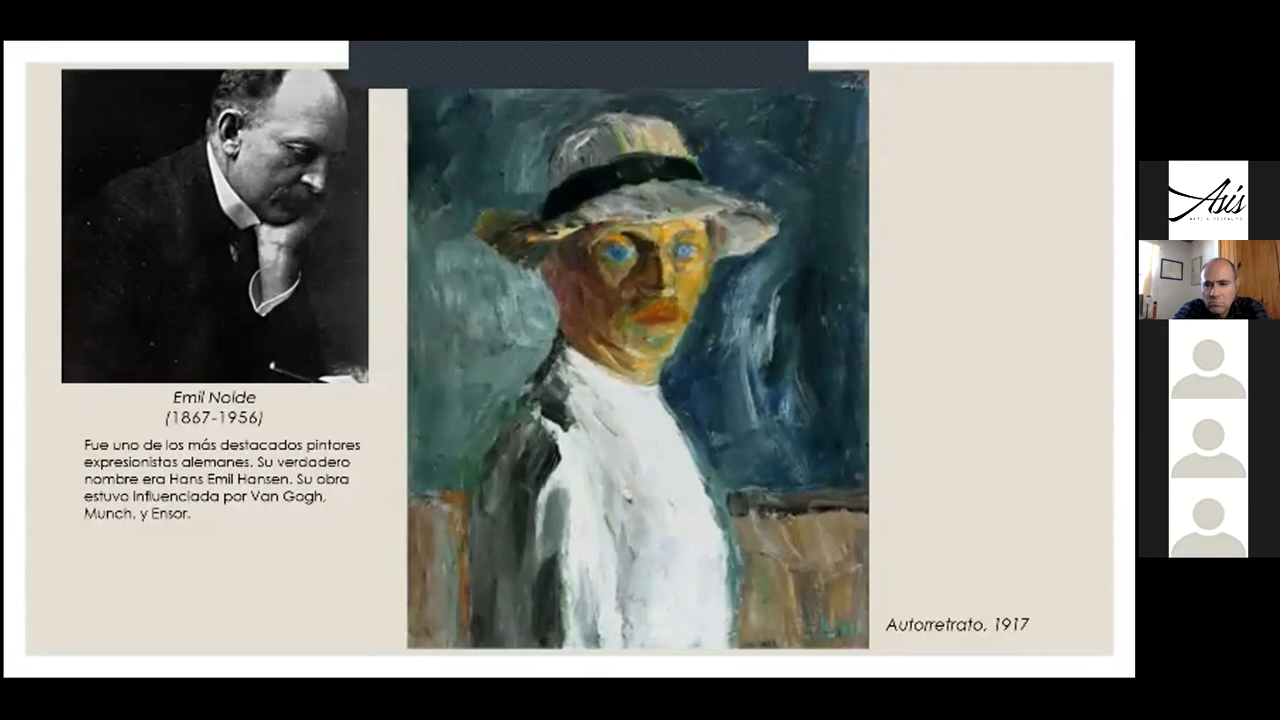 Emil Nolde
(1867-1956)
Fue uno de los más destacados pintores
expresionistas alemanes. Su verdadero
nombre era Hans Emil Hansen. Su obra
estuvo influenciada por Van Gogh,
Munch, y Ensor.
Autorretrato, 1917